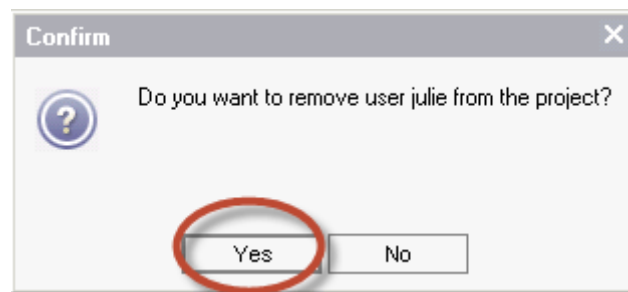 Confirm
Do you want to remove user julie from the project?
Yes No